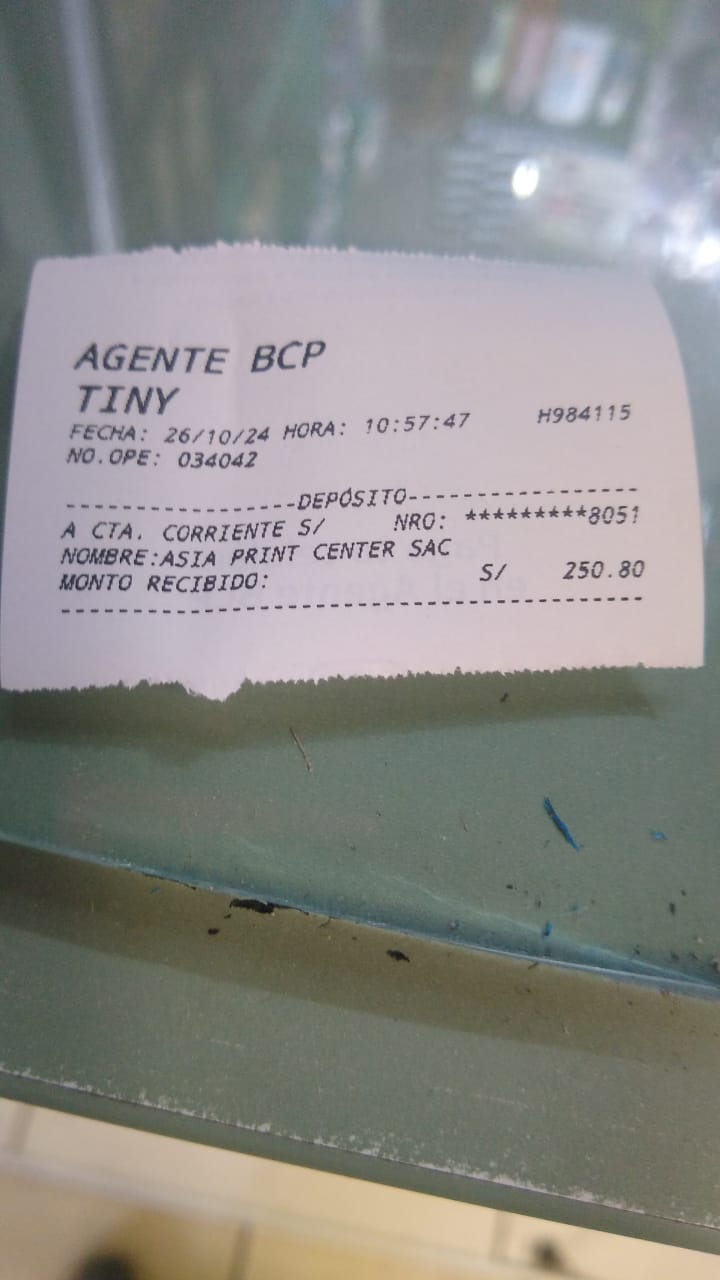 AGENTE BCP
TINY
FECHA: 26/10/24 HORA: 10:57:47 H984115
NO.OPE: 034042
-----------------DEPÓSITO-----------------
A CTA. CORRIENTE S/ NRO: *********8051
NOMBRE:ASIA PRINT CENTER SAC
MONTO RECIBIDO: S/ 250.80
------------------------------------------